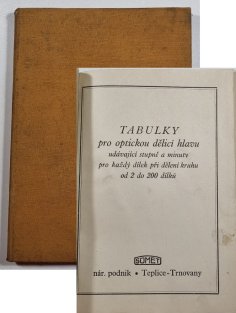 TABULKY
pro optickou dělicí hlavu
udávající stupně a minuty
pro každý dílek při dělení kruhu
od 2 do 200 dílků
SOMET
nár. podnik • Teplice-Trnovany